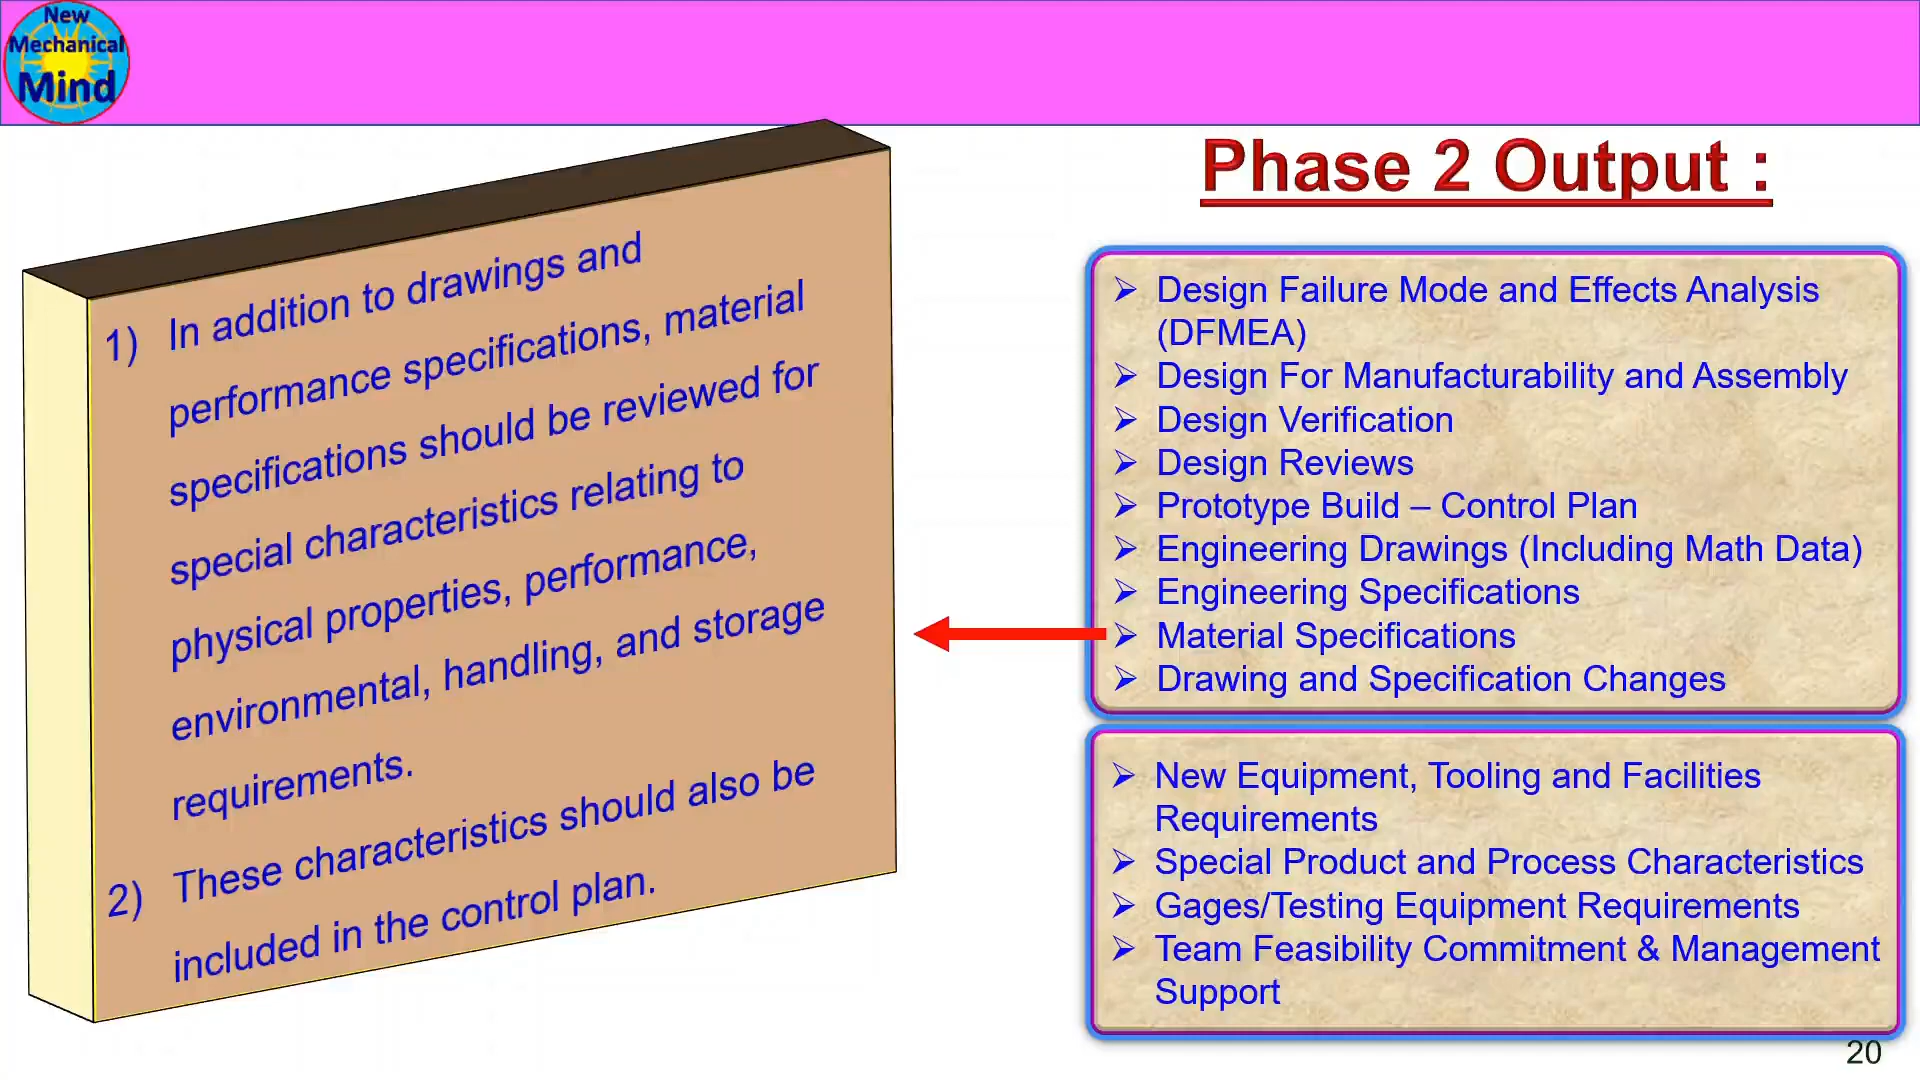 New
Mechanical
Mind
1) In addition to drawings and
performance specifications, material
specifications should be reviewed for
special characteristics relating to
physical properties, performance,
environmental, handling, and storage
requirements.
2) These characteristics should also be
included in the control plan.
Phase 2 Output :
➢ Design Failure Mode and Effects Analysis
(DFMEA)
➢ Design For Manufacturability and Assembly
➢ Design Verification
➢ Design Reviews
➢ Prototype Build – Control Plan
➢ Engineering Drawings (Including Math Data)
➢ Engineering Specifications
➢ Material Specifications
➢ Drawing and Specification Changes
➢ New Equipment, Tooling and Facilities
Requirements
➢ Special Product and Process Characteristics
➢ Gages/Testing Equipment Requirements
➢ Team Feasibility Commitment & Management
Support
20